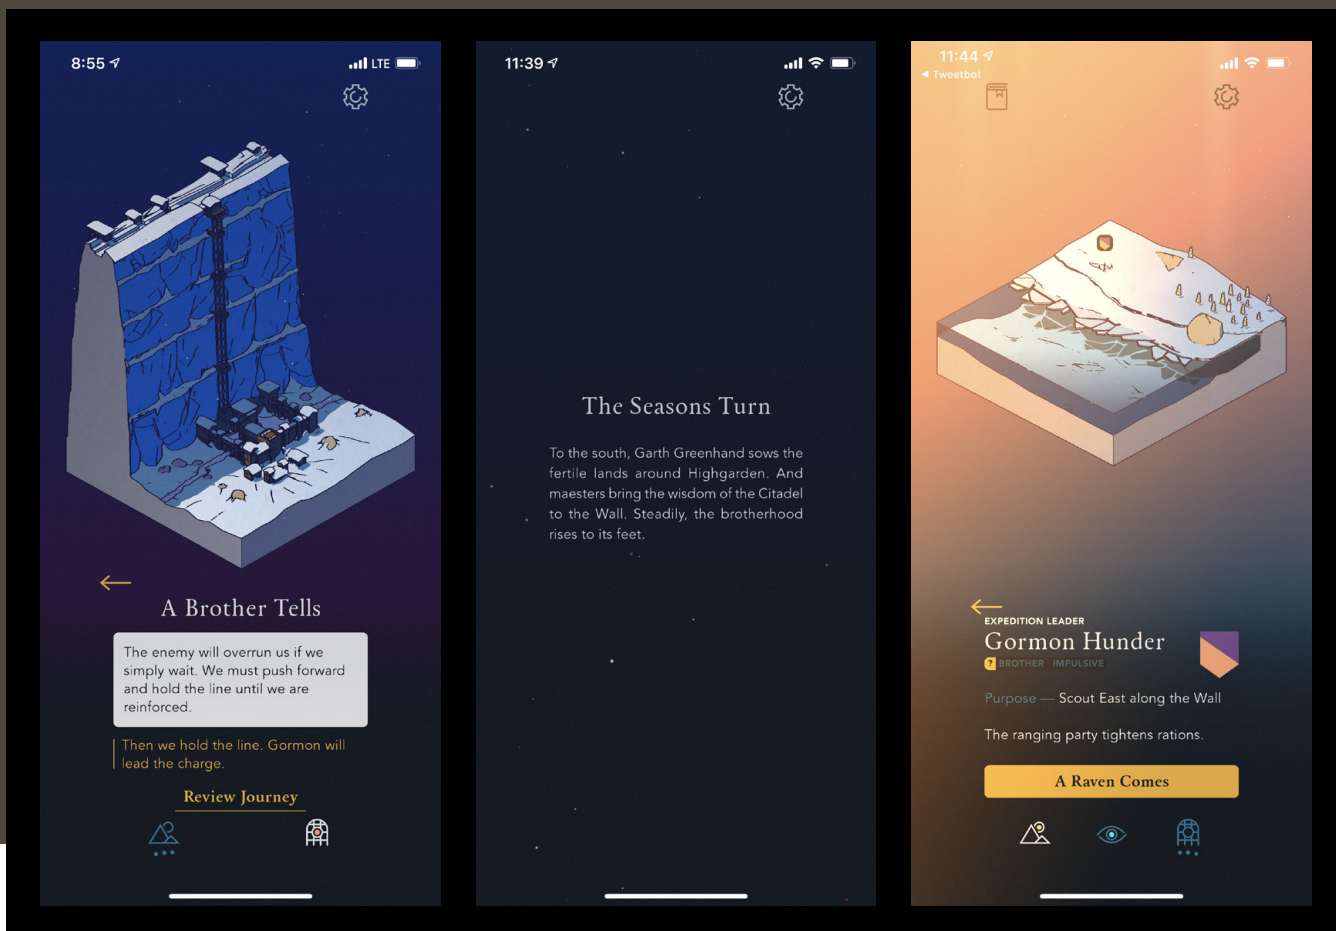 8:55
LTE
A Brother Tells
The enemy will overrun us if we
simply wait. We must push forward
and hold the line until we are
reinforced.
Then we hold the line. Gormon will
lead the charge.
Review Journey
11:39
The Seasons Turn
To the south, Garth Greenhand sows the
fertile lands around Highgarden. And
maesters bring the wisdom of the Citadel
to the Wall. Steadily, the brotherhood
rises to its feet.
11:44
◀ Tweetbot
EXPEDITION LEADER
Gormon Hunder
? BROTHER IMPULSIVE
Purpose — Scout East along the Wall
The ranging party tightens rations.
A Raven Comes